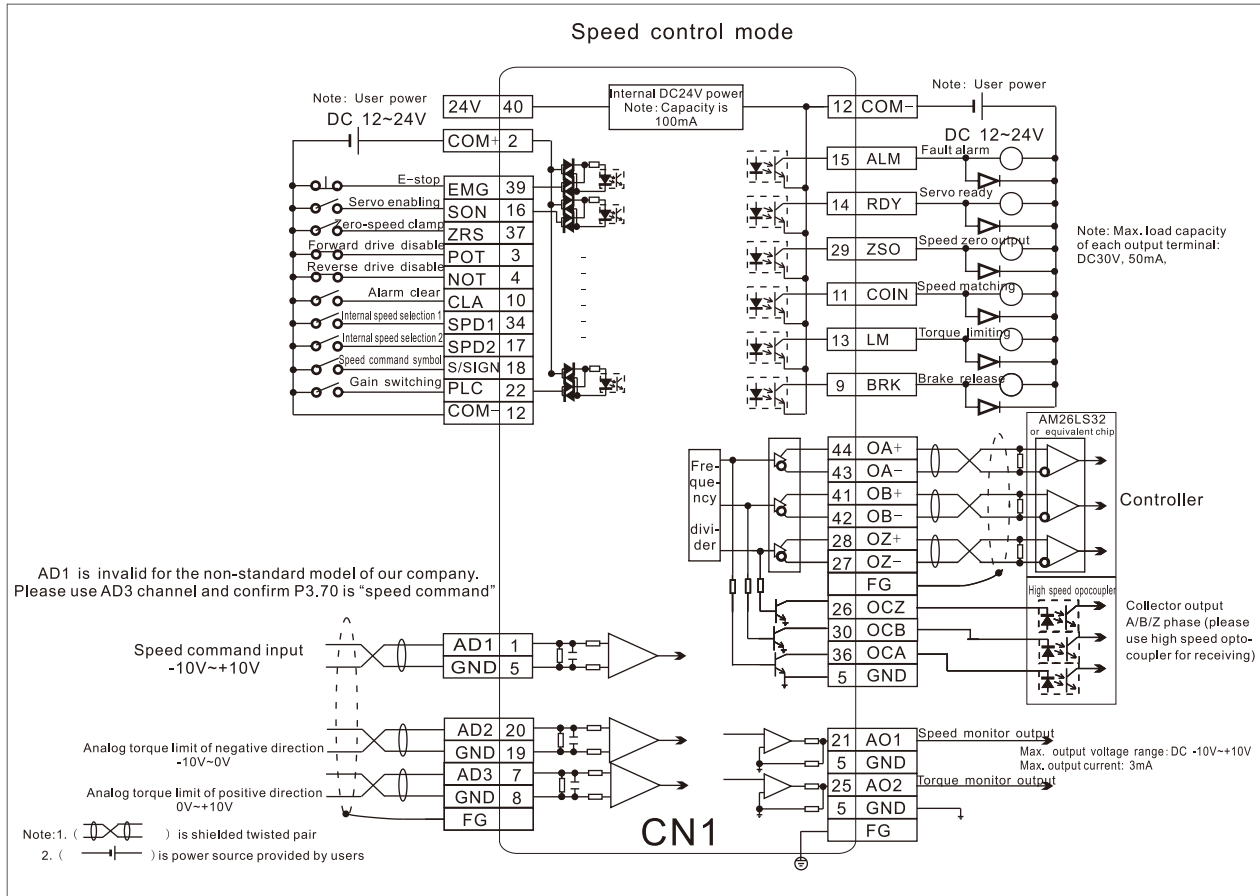 Speed control mode
Note: User power
DC 12~24V
24V 40
COM+ 2
Internal DC24V power
Note: Capacity is
100mA
12 COM-
Note: User power
DC 12~24V
E-stop
EMG 39
Servo enabling
SON 16
Zero-speed clamp
ZRS 37
Forward drive disable
POT 3
Reverse drive disable
NOT 4
Alarm clear
CLA 10
Internal speed selection 1
SPD1 34
Internal speed selection 2
SPD2 17
Speed command symbol
S/SIGN 18
Gain switching
PLC 22
COM- 12
15 ALM Fault alarm
14 RDY Servo ready
29 ZSO Speed zero output
11 COIN Speed matching
13 LM Torque limiting
9 BRK Brake release
Note: Max. load capacity
of each output terminal:
DC30V, 50mA,
Fre-
que-
ncy
divi-
der
44 OA+
43 OA-
41 OB+
42 OB-
28 OZ+
27 OZ-
FG
26 OCZ
30 OCB
36 OCA
5 GND
AM26LS32
or equivalent chip
Controller
High speed opocoupler
Collector output
A/B/Z phase (please
use high speed opto-
coupler for receiving)
AD1 is invalid for the non-standard model of our company.
Please use AD3 channel and confirm P3.70 is “speed command”
Speed command input
-10V~+10V
AD1 1
GND 5
Analog torque limit of negative direction
-10V~0V
AD2 20
GND 19
Analog torque limit of positive direction
0V~+10V
AD3 7
GND 8
FG
21 AO1 Speed monitor output
5 GND
Max. output voltage range: DC -10V~+10V
Max. output current: 3mA
25 AO2 Torque monitor output
5 GND
FG
CN1
Note:1. ( ) is shielded twisted pair
2. ( ) is power source provided by users